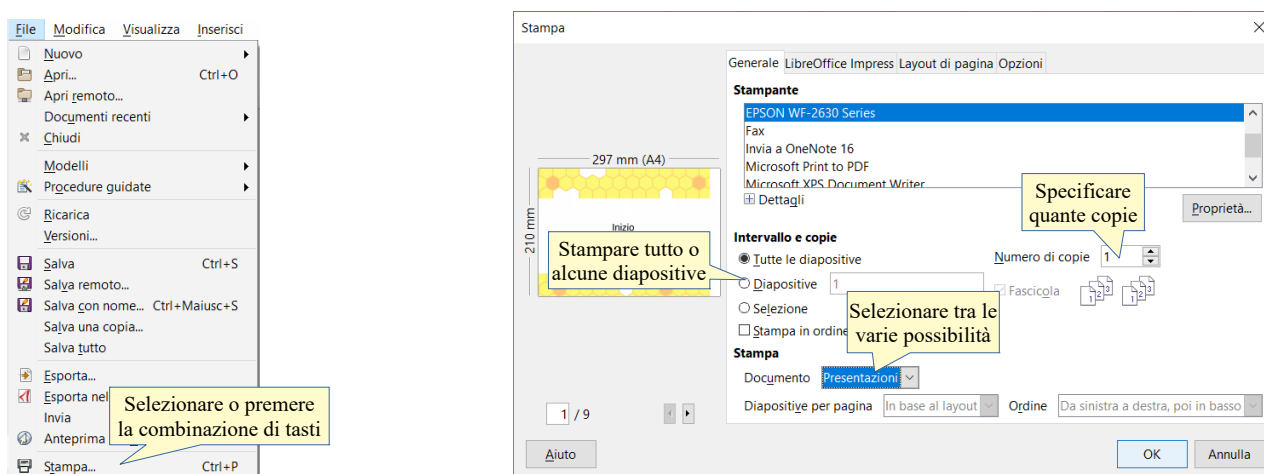 File Modifica Visualizza Inserisci
Nuovo
Apri... Ctrl+O
Apri remoto...
Documenti recenti
Chiudi
Modelli
Procedure guidate
Ricarica
Versioni...
Salva Ctrl+S
Salva remoto...
Salva con nome... Ctrl+Maiusc+S
Salva una copia...
Salva tutto
Esporta...
Esporta nel
Invia
Anteprima
Stampa... Ctrl+P
Selezionare o premere
la combinazione di tasti
Stampa
Generale LibreOffice Impress Layout di pagina Opzioni
Stampante
EPSON WF-2630 Series
Fax
Invia a OneNote 16
Microsoft Print to PDF
Microsoft XPS Document Writer
Dettagli
Proprietà...
297 mm (A4)
210 mm
Inizio
Specificare
quante copie
Stampare tutto o
alcune diapositive
Intervallo e copie
Tutte le diapositive
Numero di copie 1
Diapositive 1
Fascicola 1 2 3 1 2 3
Selezione
Stampa in ordine
Selezionare tra le
varie possibilità
Stampa
Documento Presentazioni
Diapositive per pagina In base al layout Ordine Da sinistra a destra, poi in basso
1 / 9
Aiuto OK Annulla